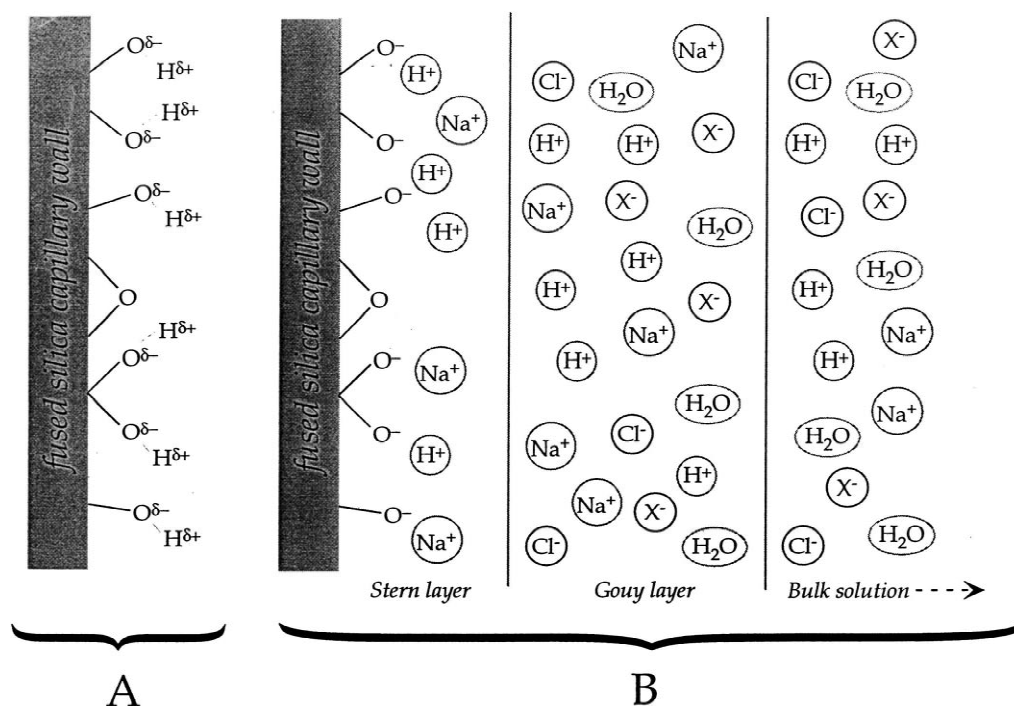 fused silica capillary wall
Oδ–
Hδ+
Hδ+
Oδ–
Oδ–
Hδ+
O
Hδ+
Oδ–
Oδ–
Hδ+
Oδ–
Hδ+
A
fused silica capillary wall
O–
H+
Na+
O–
H+
O–
H+
O
O–
Na+
O–
H+
O–
Na+
Stern layer
Na+
Cl-
H₂O
X-
H+
H+
Na+
X-
H₂O
H+
H+
X-
Na+
H+
H₂O
Cl-
Na+
H+
Na+
X-
Cl-
H₂O
Gouy layer
X-
Cl-
H₂O
H+
H+
X-
Cl-
H₂O
H+
Na+
H+
Na+
H₂O
X-
H₂O
Cl-
Bulk solution
B